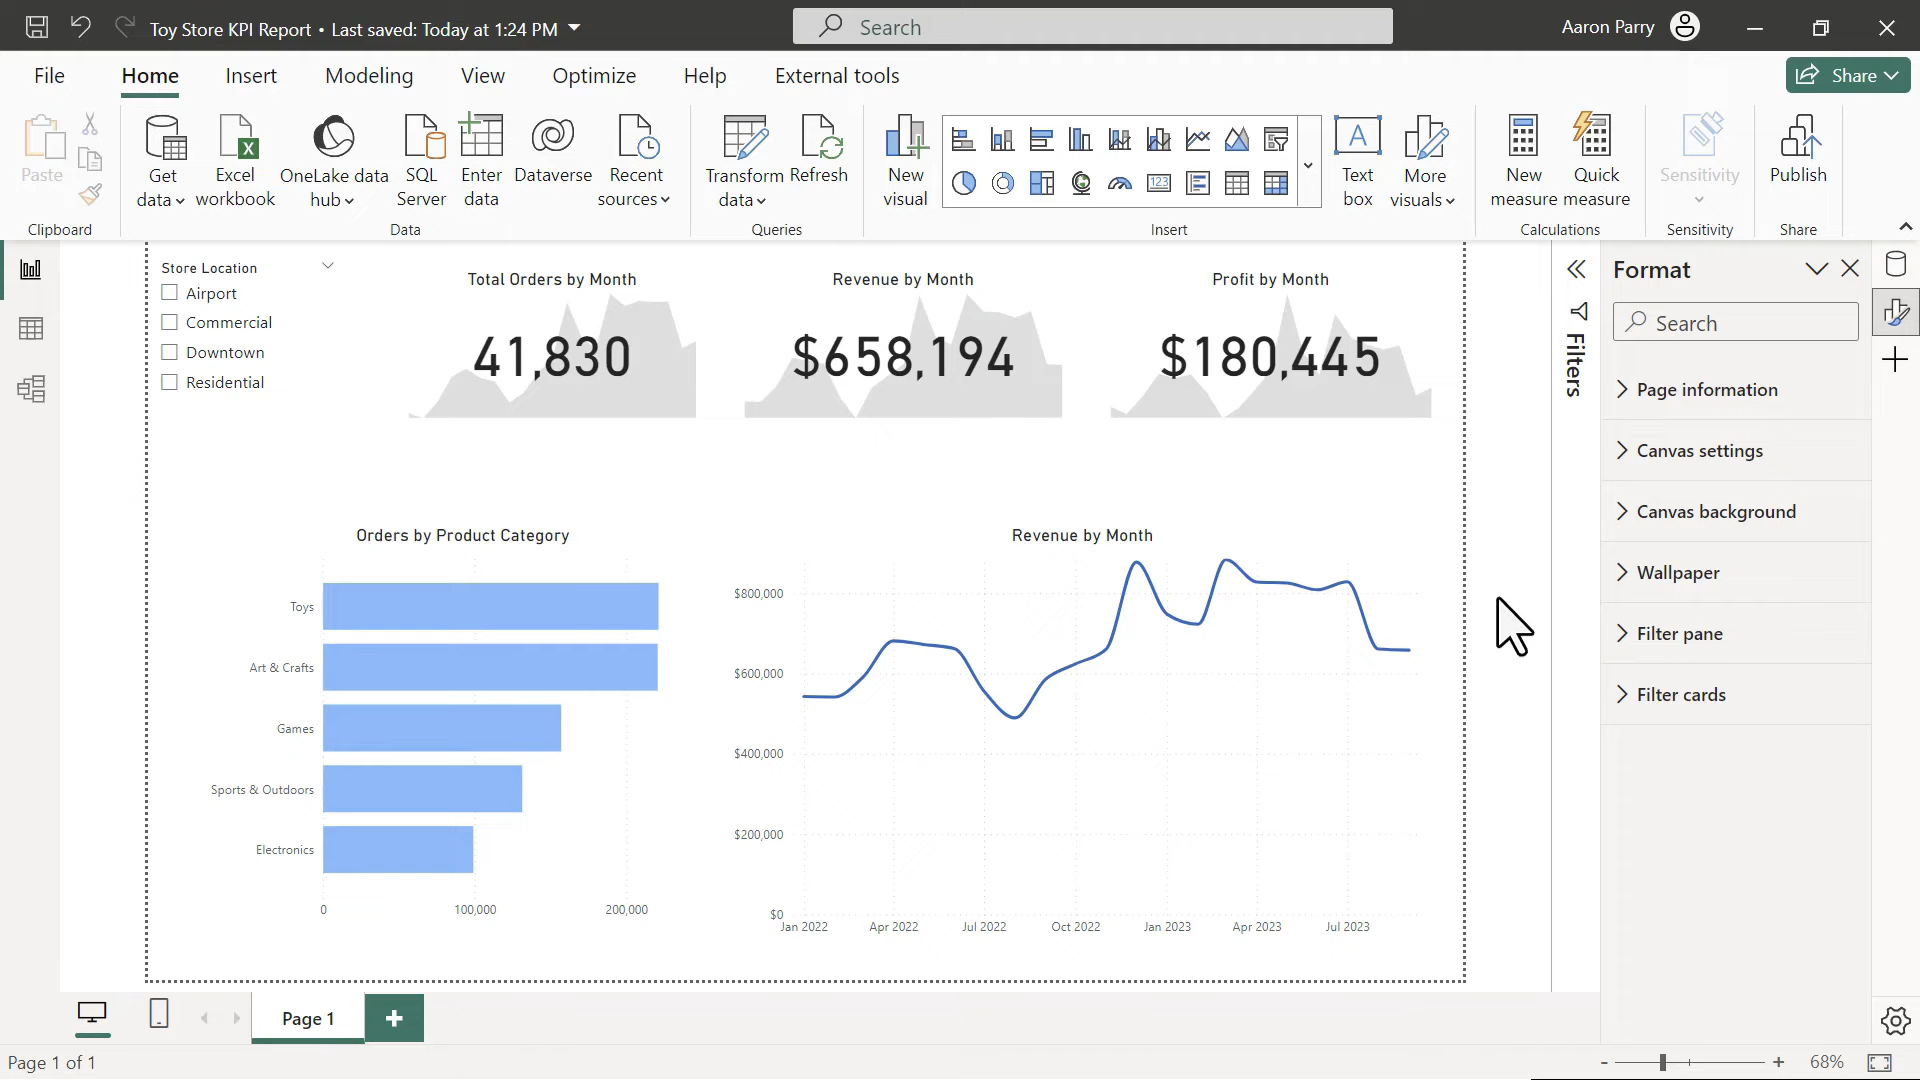 Toy Store KPI Report • Last saved: Today at 1:24 PM
Search
Aaron Parry
File
Home
Insert
Modeling
View
Optimize
Help
External tools
Share
Paste
Get
data
Excel
workbook
OneLake data
hub
SQL
Server
Enter
data
Dataverse
Recent
sources
Transform
data
Refresh
New
visual
123
A
Text
box
More
visuals
New
measure
Quick
measure
Sensitivity
Publish
Clipboard
Data
Queries
Insert
Calculations
Sensitivity
Share
Store Location
Airport
Commercial
Downtown
Residential
Total Orders by Month
41,830
Revenue by Month
$658,194
Profit by Month
$180,445
Orders by Product Category
Toys
Art & Crafts
Games
Sports & Outdoors
Electronics
0
100,000
200,000
Revenue by Month
$800,000
$600,000
$400,000
$200,000
$0
Jan 2022
Apr 2022
Jul 2022
Oct 2022
Jan 2023
Apr 2023
Jul 2023
Filters
Format
Search
Page information
Canvas settings
Canvas background
Wallpaper
Filter pane
Filter cards
Page 1
Page 1 of 1
68%